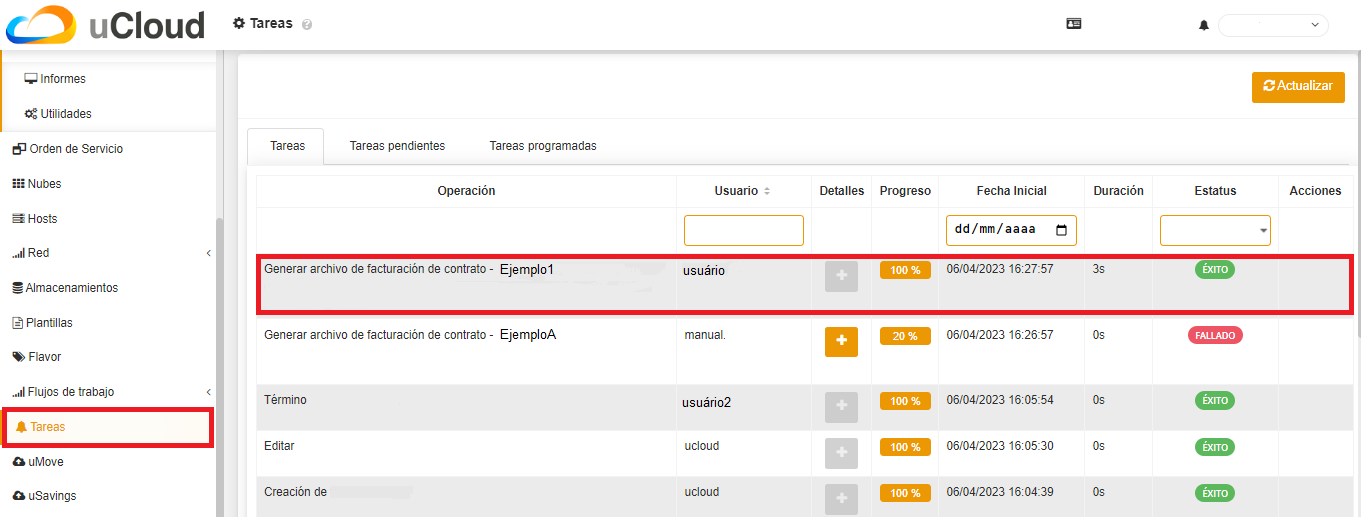 uCloud Tareas
Informes
Utilidades
Orden de Servicio
Nubes
Hosts
Red
Almacenamientos
Plantillas
Flavor
Flujos de trabajo
Tareas
uMove
uSavings
Actualizar
Tareas Tareas pendientes Tareas programadas
Operación Usuario Detalles Progreso Fecha Inicial Duración Estatus Acciones
dd/mm/aaaa
Generar archivo de facturación de contrato - Ejemplo1 usuário 100 % 06/04/2023 16:27:57 3s ÉXITO
Generar archivo de facturación de contrato - EjemploA manual. 20 % 06/04/2023 16:26:57 0s FALLADO
Término usuário2 100 % 06/04/2023 16:05:54 0s ÉXITO
Editar ucloud 100 % 06/04/2023 16:05:30 0s ÉXITO
Creación de ucloud 100 % 06/04/2023 16:04:39 0s ÉXITO